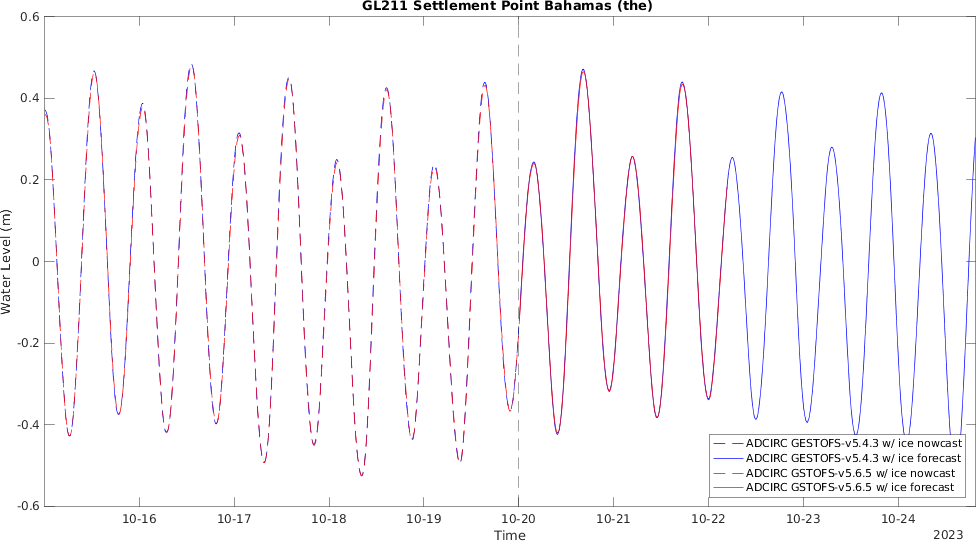 GL211 Settlement Point Bahamas (the)
0.6
0.4
0.2
0
-0.2
-0.4
-0.6
Water Level (m)
10-16 10-17 10-18 10-19 10-20 10-21 10-22 10-23 10-24
Time
2023
ADCIRC GESTOFS-v5.4.3 w/ ice nowcast
ADCIRC GESTOFS-v5.4.3 w/ ice forecast
ADCIRC GSTOFS-v5.6.5 w/ ice nowcast
ADCIRC GSTOFS-v5.6.5 w/ ice forecast